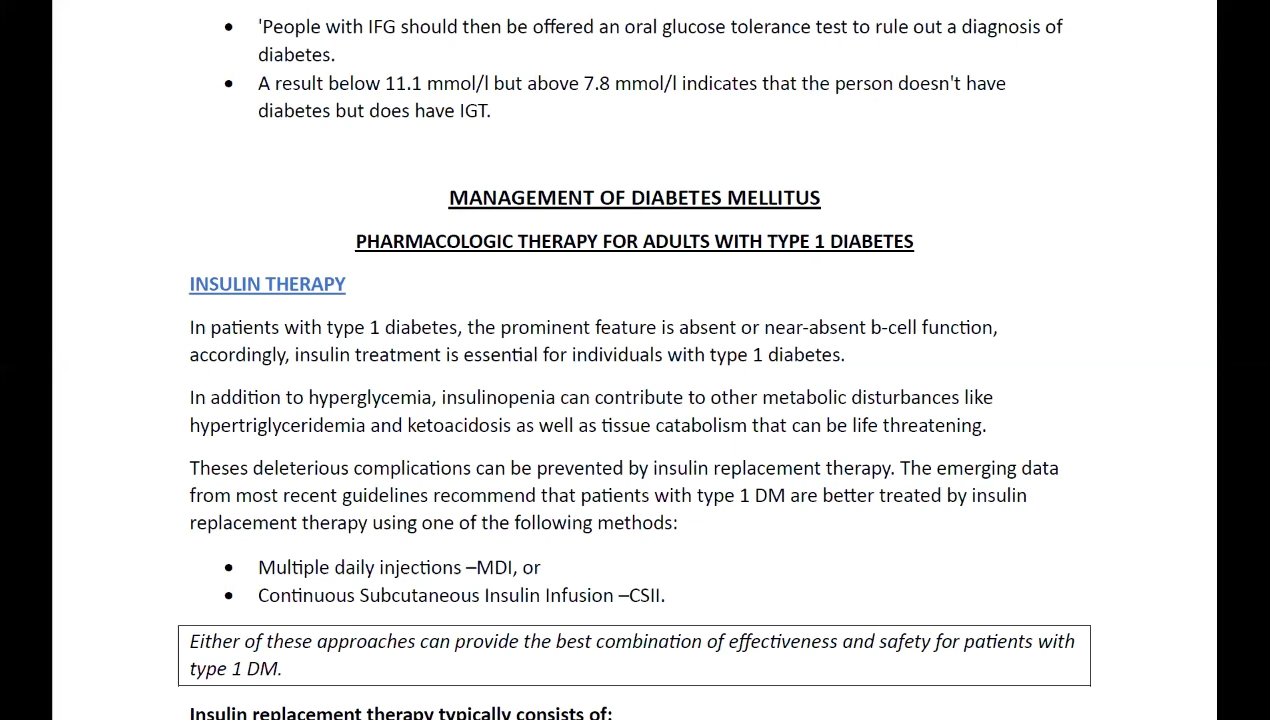 • 'People with IFG should then be offered an oral glucose tolerance test to rule out a diagnosis of
diabetes.
• A result below 11.1 mmol/l but above 7.8 mmol/l indicates that the person doesn't have
diabetes but does have IGT.
MANAGEMENT OF DIABETES MELLITUS
PHARMACOLOGIC THERAPY FOR ADULTS WITH TYPE 1 DIABETES
INSULIN THERAPY
In patients with type 1 diabetes, the prominent feature is absent or near-absent b-cell function,
accordingly, insulin treatment is essential for individuals with type 1 diabetes.
In addition to hyperglycemia, insulinopenia can contribute to other metabolic disturbances like
hypertriglyceridemia and ketoacidosis as well as tissue catabolism that can be life threatening.
Theses deleterious complications can be prevented by insulin replacement therapy. The emerging data
from most recent guidelines recommend that patients with type 1 DM are better treated by insulin
replacement therapy using one of the following methods:
• Multiple daily injections –MDI, or
• Continuous Subcutaneous Insulin Infusion –CSII.
Either of these approaches can provide the best combination of effectiveness and safety for patients with
type 1 DM.
Insulin replacement therapy typically consists of: